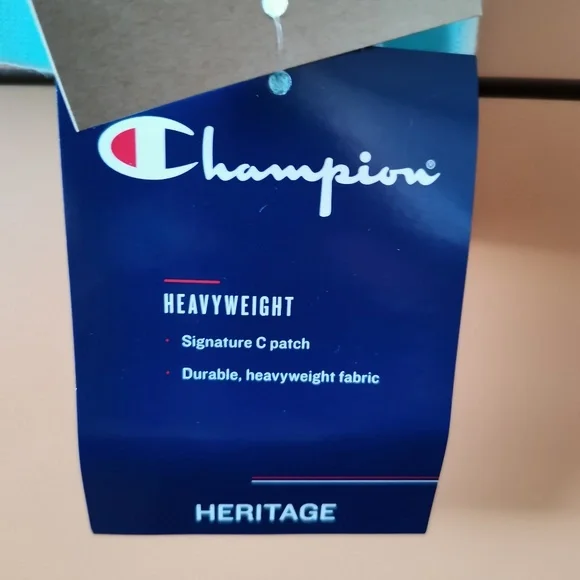 Champion®
HEAVYWEIGHT
· Signature C patch
· Durable, heavyweight fabric
HERITAGE